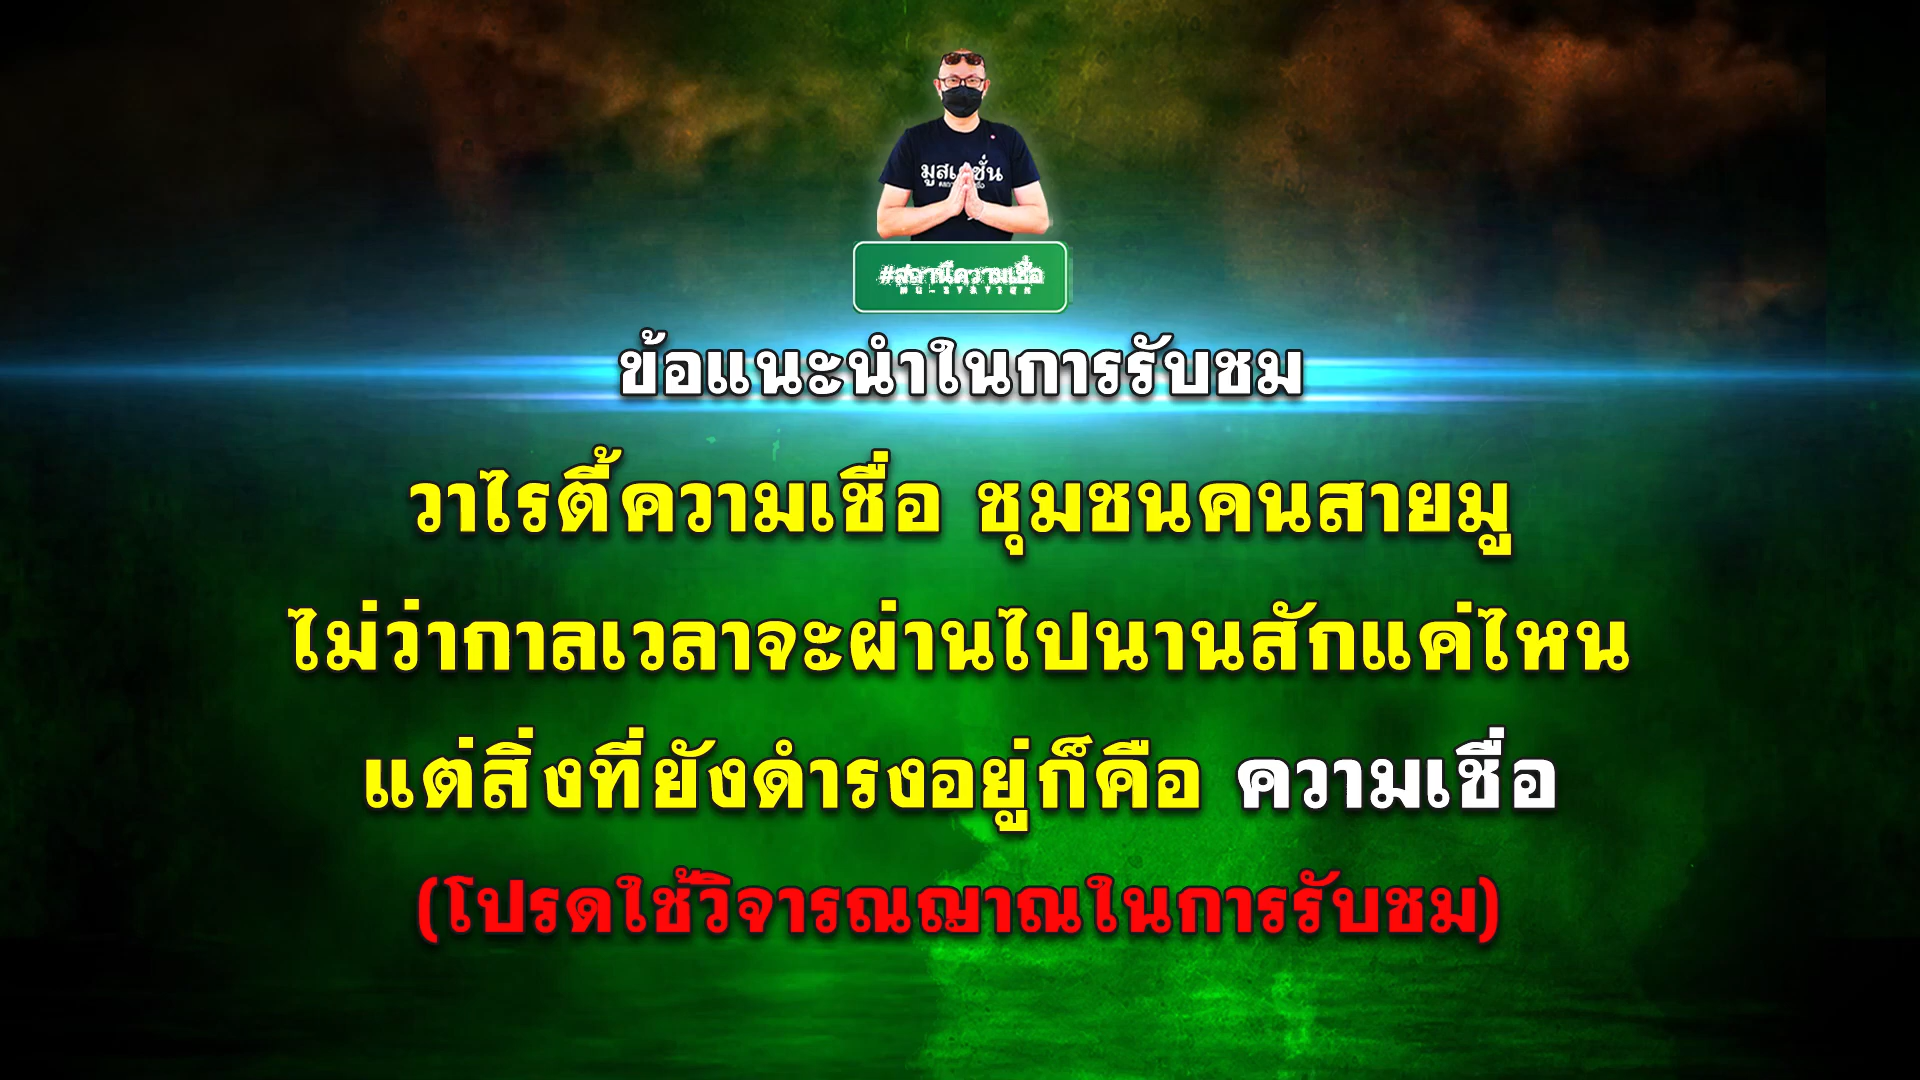 #สถานีความเชื่อ
MU-STATION
ข้อแนะนำในการรับชม
วาไรตี้ความเชื่อ ชุมชนคนสายมู
ไม่ว่ากาลเวลาจะผ่านไปนานสักแค่ไหน
แต่สิ่งที่ยังดำรงอยู่ก็คือ ความเชื่อ
(โปรดใช้วิจารณญาณในการรับชม)